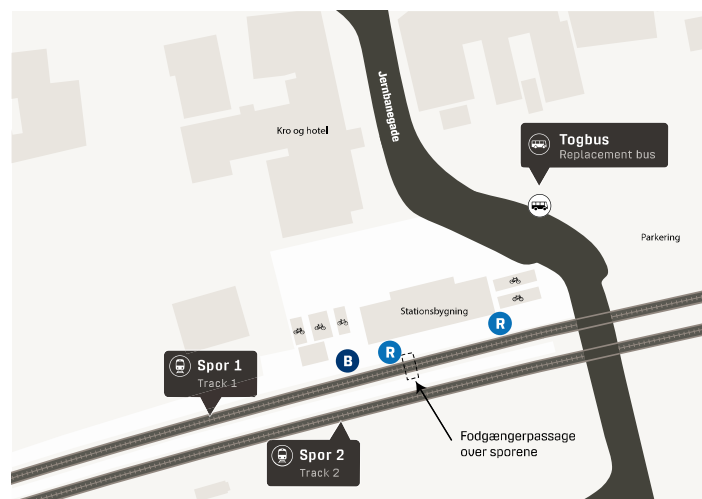 Jernbanegade
Kro og hotel
Togbus
Replacement bus
Parkering
Stationsbygning
R
R
B
Spor 1
Track 1
Spor 2
Track 2
Fodgængerpassage
over sporene